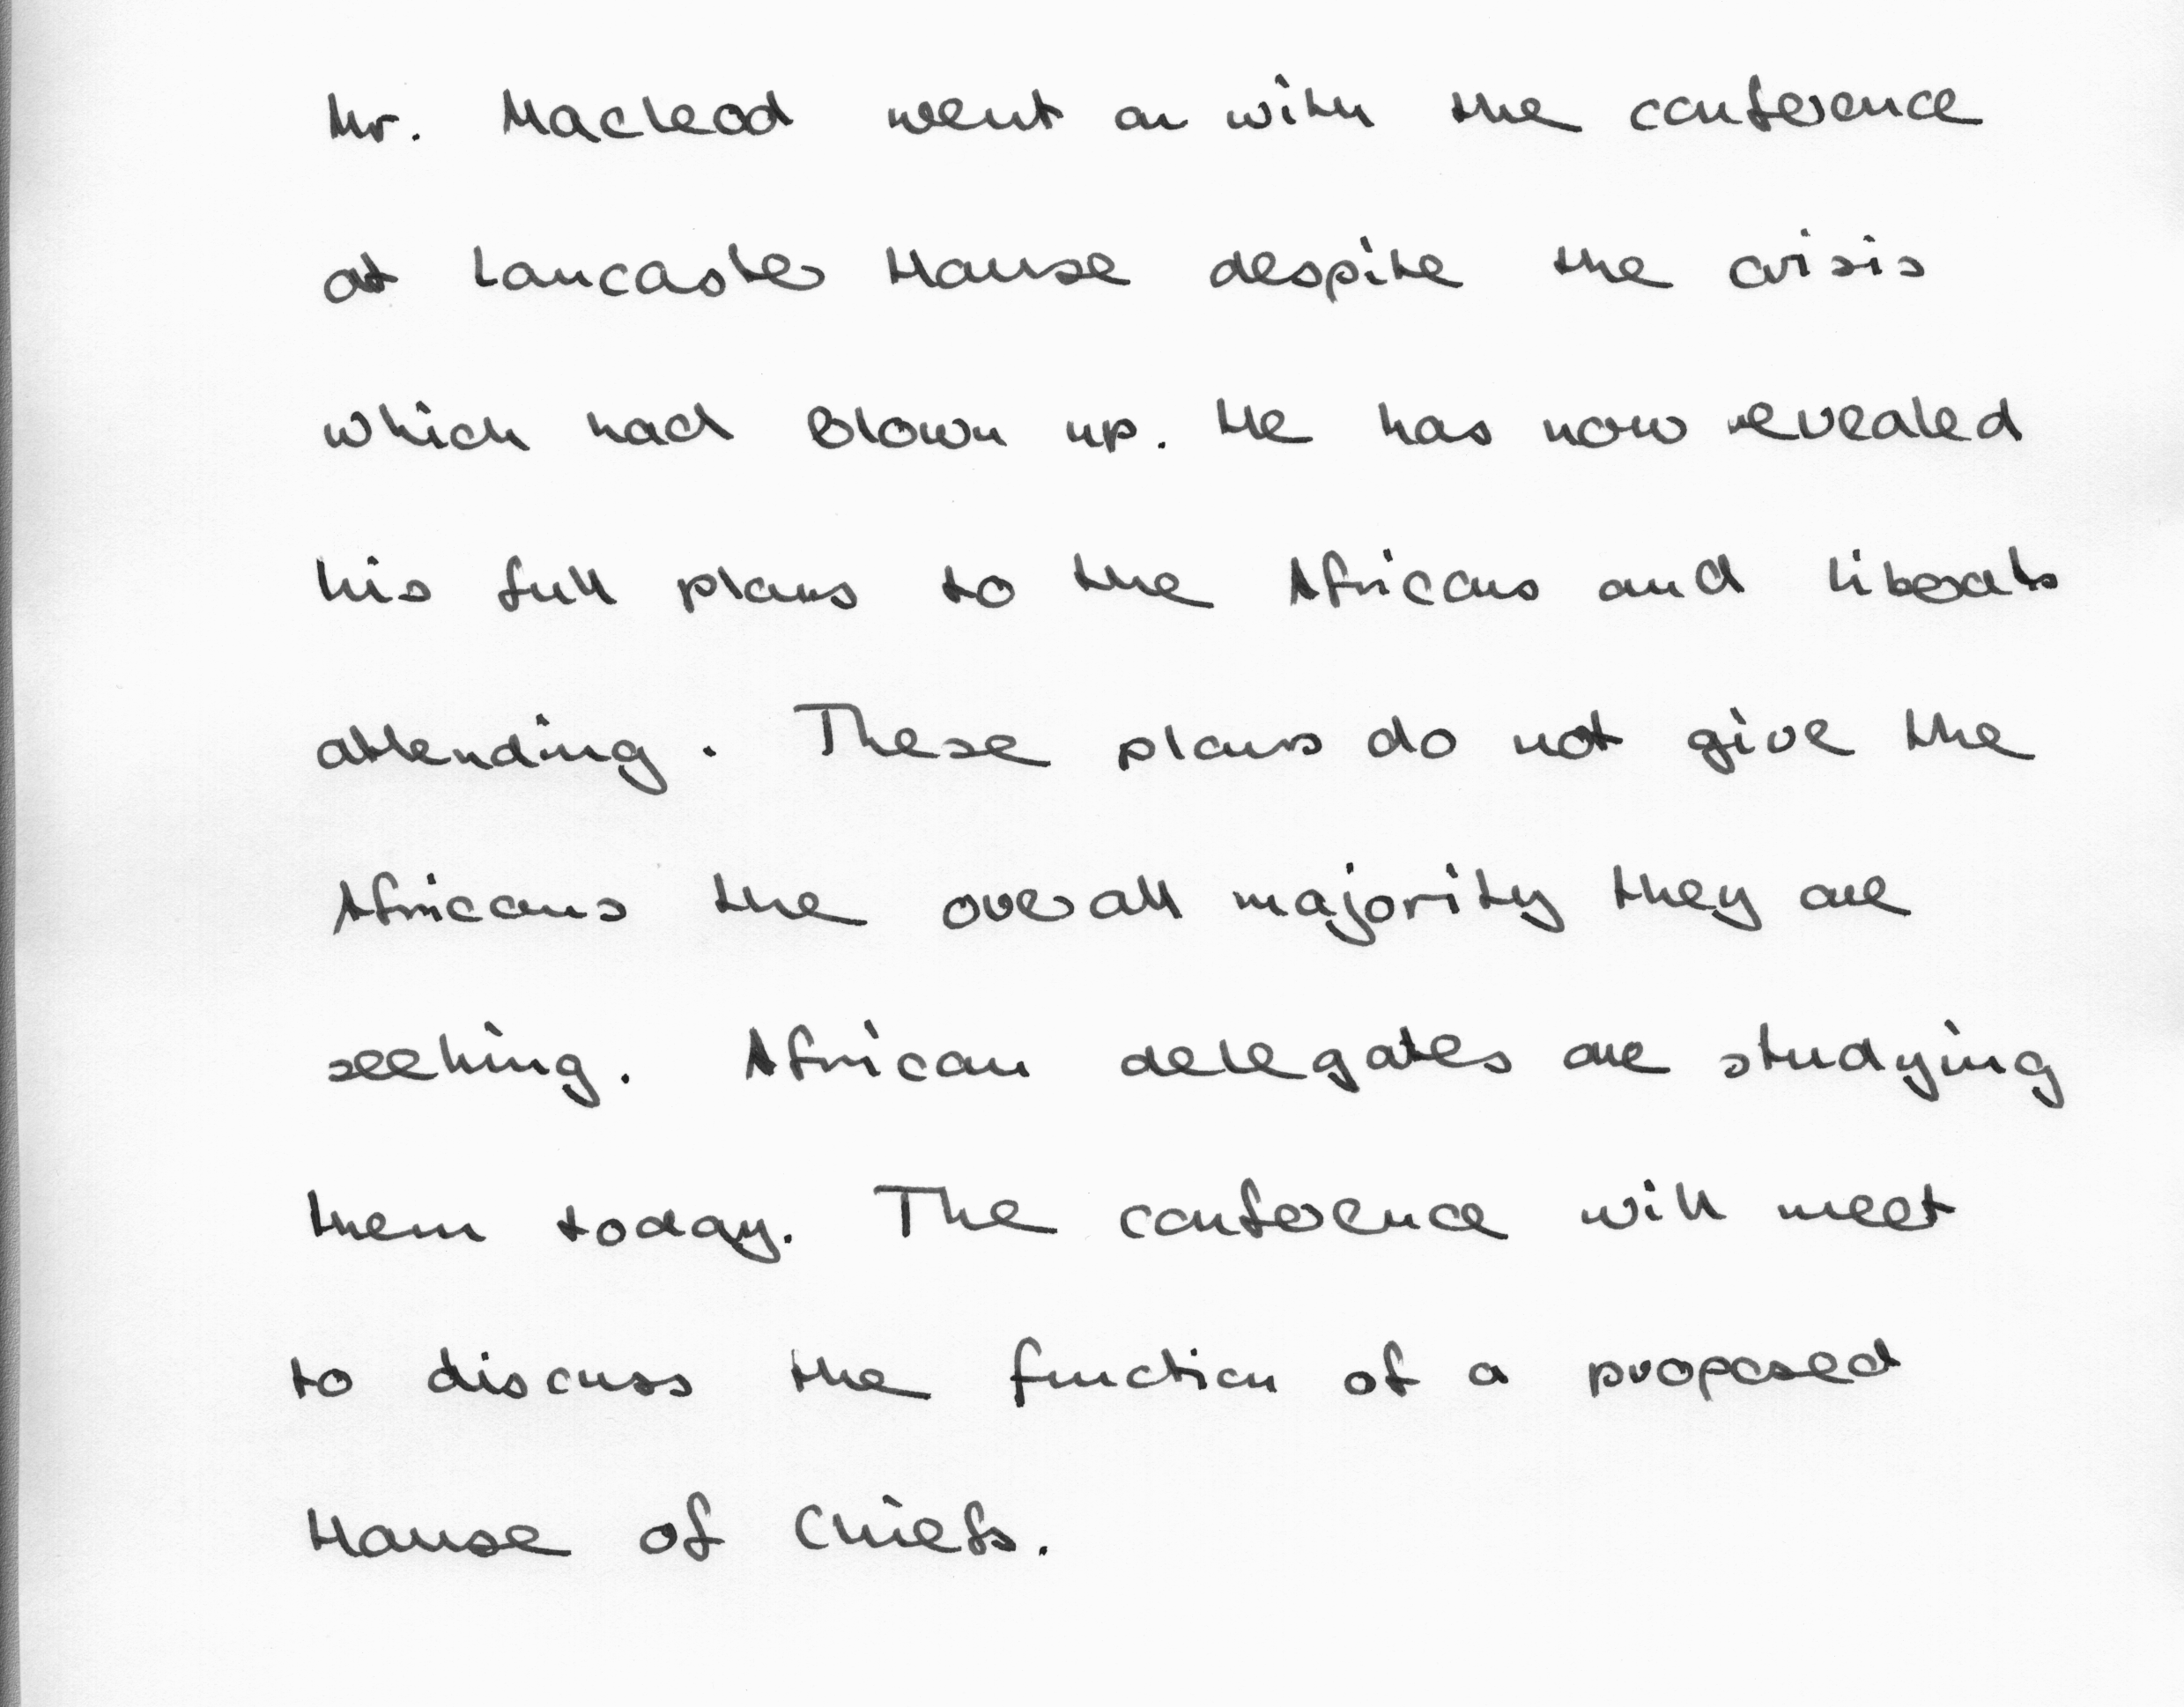 Mr. Macleod went on with the conference
at Lancaster House despite the crisis
which had blown up. He has now revealed
his full plans to the Africans and liberals
attending. These plans do not give the
Africans the overall majority they are
seeking. African delegates are studying
them today. The conference will meet
to discuss the function of a proposed
House of Chiefs.